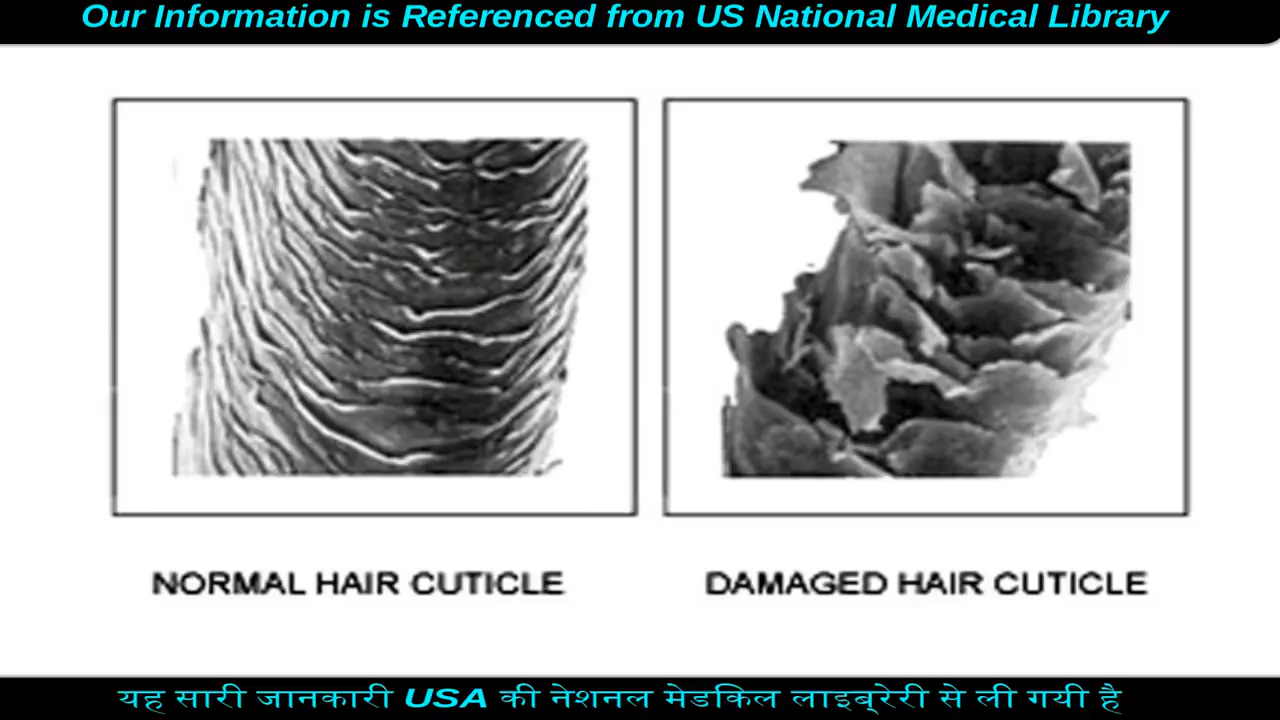 Our Information is Referenced from US National Medical Library
NORMAL HAIR CUTICLE
DAMAGED HAIR CUTICLE
यह सारी जानकारी USA की नेशनल मेडकिल लाइब्रेरी से ली गयी है